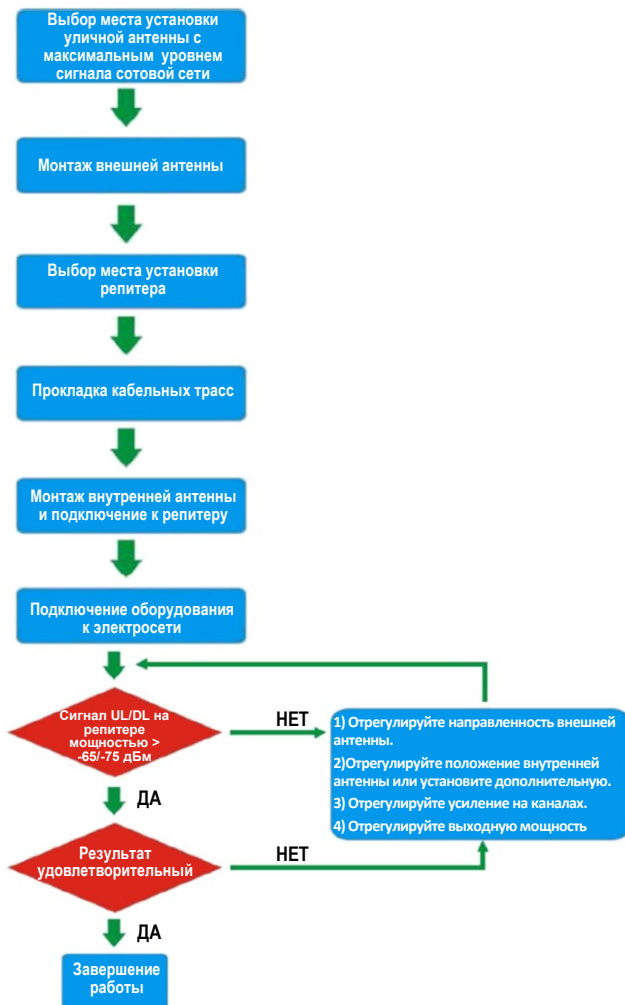 Выбор места установки
уличной антенны с
максимальным уровнем
сигнала сотовой сети
Монтаж внешней антенны
Выбор места установки
репитера
Прокладка кабельных трасс
Монтаж внутренней антенны
и подключение к репитеру
Подключение оборудования
к электросети
Сигнал UL/DL на
репитере
мощностью >
-65/-75 дБм
НЕТ
1) Отрегулируйте направленность внешней
антенны.
2)Отрегулируйте положение внутренней
антенны или установите дополнительную.
3) Отрегулируйте усиление на каналах.
4) Отрегулируйте выходную мощность
ДА
Результат
удовлетворительный
НЕТ
ДА
Завершение
работы